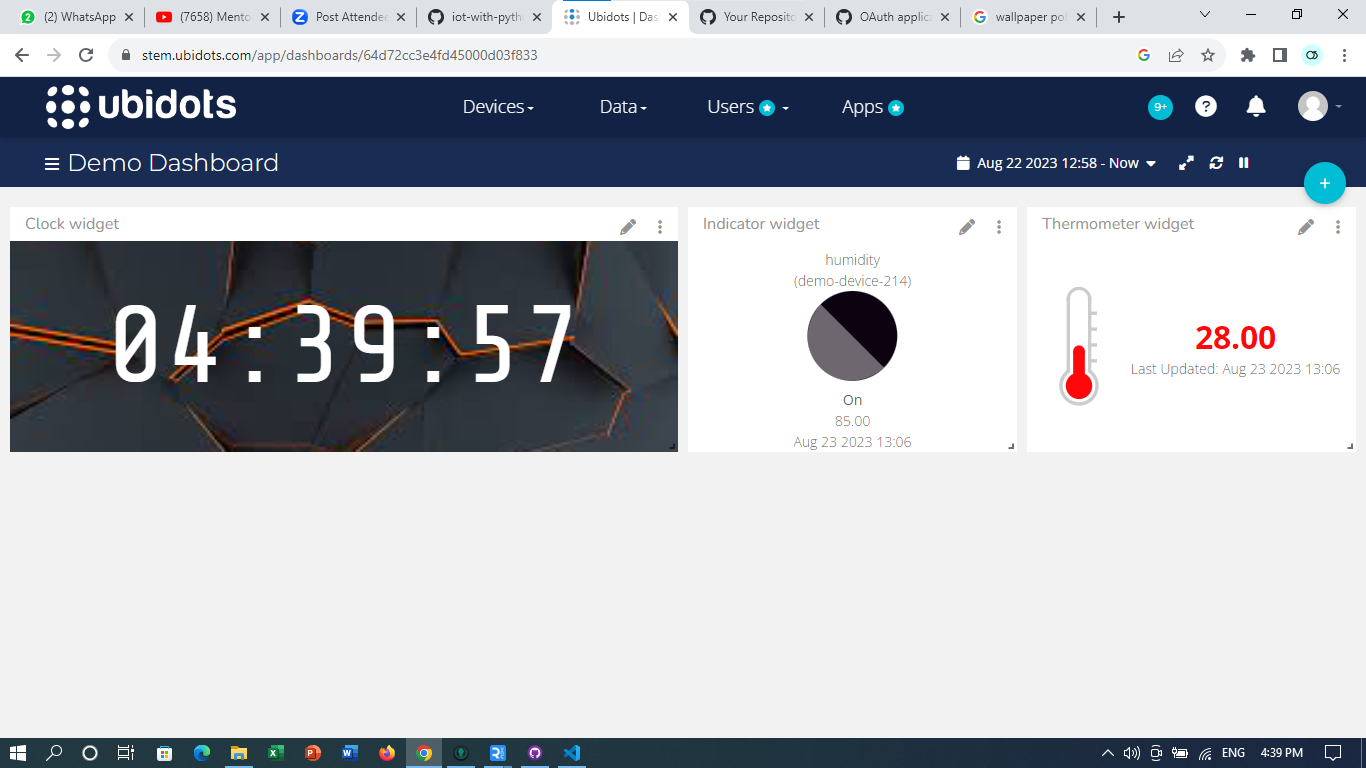 (2) WhatsApp
(7658) Mento
Post Attende
iot-with-pyth
Ubidots | Das
Your Reposito
OAuth applica
wallpaper pol
stem.ubidots.com/app/dashboards/64d72cc3e4fd45000d03f833
ubidots
Devices
Data
Users
Apps
9+
Demo Dashboard
Aug 22 2023 12:58 - Now
Clock widget
04:39:57
Indicator widget
humidity
(demo-device-214)
On
85.00
Aug 23 2023 13:06
Thermometer widget
28.00
Last Updated: Aug 23 2023 13:06
ENG
4:39 PM